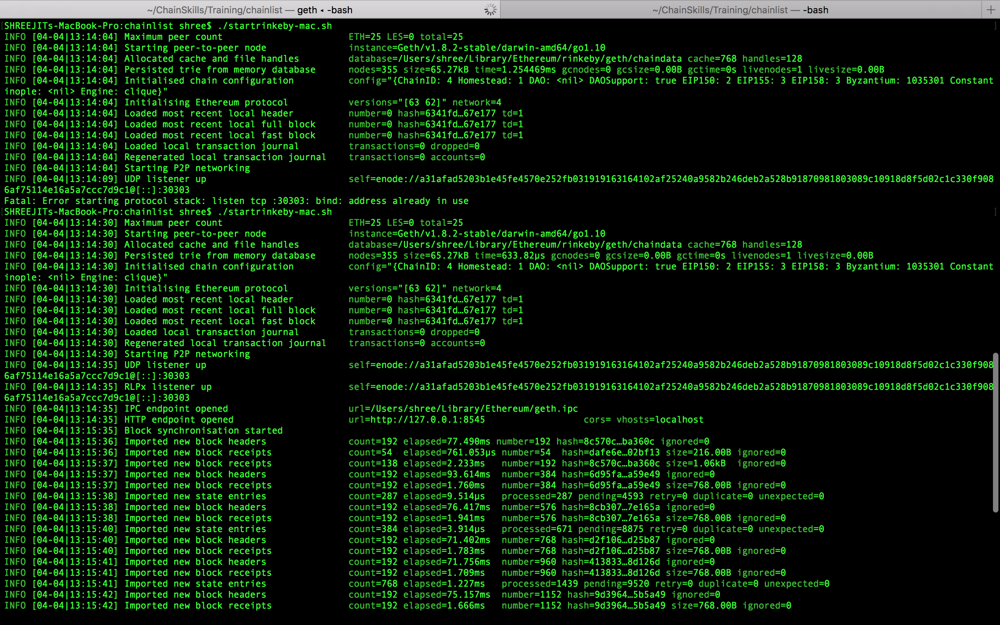 ~/ChainSkills/Training/chainlist — geth ◂ -bash
~/ChainSkills/Training/chainlist — -bash
[SHREEJITs-MacBook-Pro:chainlist shree$ ./startrinkeby-mac.sh ]
INFO [04-04|13:14:04] Maximum peer count ETH=25 LES=0 total=25
INFO [04-04|13:14:04] Starting peer-to-peer node instance=Geth/v1.8.2-stable/darwin-amd64/go1.10
INFO [04-04|13:14:04] Allocated cache and file handles database=/Users/shree/Library/Ethereum/rinkeby/geth/chaindata cache=768 handles=128
INFO [04-04|13:14:04] Persisted trie from memory database nodes=355 size=65.27kB time=1.254469ms gcnodes=0 gcsize=0.00B gctime=0s livenodes=1 livesize=0.00B
INFO [04-04|13:14:04] Initialised chain configuration config="{ChainID: 4 Homestead: 1 DAO: <nil> DAOSupport: true EIP150: 2 EIP155: 3 EIP158: 3 Byzantium: 1035301 Constant
inople: <nil> Engine: clique}"
INFO [04-04|13:14:04] Initialising Ethereum protocol versions="[63 62]" network=4
INFO [04-04|13:14:04] Loaded most recent local header number=0 hash=6341fd…67e177 td=1
INFO [04-04|13:14:04] Loaded most recent local full block number=0 hash=6341fd…67e177 td=1
INFO [04-04|13:14:04] Loaded most recent local fast block number=0 hash=6341fd…67e177 td=1
INFO [04-04|13:14:04] Loaded local transaction journal transactions=0 dropped=0
INFO [04-04|13:14:04] Regenerated local transaction journal transactions=0 accounts=0
INFO [04-04|13:14:04] Starting P2P networking
INFO [04-04|13:14:09] UDP listener up self=enode://a31afad5203b1e45fe4570e252fb031919163164102af25240a9582b246deb2a528b91870981803089c10918d8f5d02c1c330f908
6af75114e16a5a7ccc7d9c1@[::]:30303
Fatal: Error starting protocol stack: listen tcp :30303: bind: address already in use
[SHREEJITs-MacBook-Pro:chainlist shree$ ./startrinkeby-mac.sh ]
INFO [04-04|13:14:30] Maximum peer count ETH=25 LES=0 total=25
INFO [04-04|13:14:30] Starting peer-to-peer node instance=Geth/v1.8.2-stable/darwin-amd64/go1.10
INFO [04-04|13:14:30] Allocated cache and file handles database=/Users/shree/Library/Ethereum/rinkeby/geth/chaindata cache=768 handles=128
INFO [04-04|13:14:30] Persisted trie from memory database nodes=355 size=65.27kB time=633.82µs gcnodes=0 gcsize=0.00B gctime=0s livenodes=1 livesize=0.00B
INFO [04-04|13:14:30] Initialised chain configuration config="{ChainID: 4 Homestead: 1 DAO: <nil> DAOSupport: true EIP150: 2 EIP155: 3 EIP158: 3 Byzantium: 1035301 Constant
inople: <nil> Engine: clique}"
INFO [04-04|13:14:30] Initialising Ethereum protocol versions="[63 62]" network=4
INFO [04-04|13:14:30] Loaded most recent local header number=0 hash=6341fd…67e177 td=1
INFO [04-04|13:14:30] Loaded most recent local full block number=0 hash=6341fd…67e177 td=1
INFO [04-04|13:14:30] Loaded most recent local fast block number=0 hash=6341fd…67e177 td=1
INFO [04-04|13:14:30] Loaded local transaction journal transactions=0 dropped=0
INFO [04-04|13:14:30] Regenerated local transaction journal transactions=0 accounts=0
INFO [04-04|13:14:30] Starting P2P networking
INFO [04-04|13:14:35] UDP listener up self=enode://a31afad5203b1e45fe4570e252fb031919163164102af25240a9582b246deb2a528b91870981803089c10918d8f5d02c1c330f908
6af75114e16a5a7ccc7d9c1@[::]:30303
INFO [04-04|13:14:35] RLPx listener up self=enode://a31afad5203b1e45fe4570e252fb031919163164102af25240a9582b246deb2a528b91870981803089c10918d8f5d02c1c330f908
6af75114e16a5a7ccc7d9c1@[::]:30303
INFO [04-04|13:14:35] IPC endpoint opened url=/Users/shree/Library/Ethereum/geth.ipc
INFO [04-04|13:14:35] HTTP endpoint opened url=http://127.0.0.1:8545 cors= vhosts=localhost
INFO [04-04|13:15:35] Block synchronisation started
INFO [04-04|13:15:36] Imported new block headers count=192 elapsed=77.490ms number=192 hash=8c570c…ba360c ignored=0
INFO [04-04|13:15:36] Imported new block receipts count=54 elapsed=761.053µs number=54 hash=dafe6e…02bf13 size=216.00B ignored=0
INFO [04-04|13:15:37] Imported new block receipts count=138 elapsed=2.233ms number=192 hash=8c570c…ba360c size=1.06kB ignored=0
INFO [04-04|13:15:37] Imported new block headers count=192 elapsed=93.614ms number=384 hash=6d95fa…a59e49 ignored=0
INFO [04-04|13:15:37] Imported new block receipts count=192 elapsed=1.760ms number=384 hash=6d95fa…a59e49 size=768.00B ignored=0
INFO [04-04|13:15:38] Imported new state entries count=287 elapsed=9.514µs processed=287 pending=4593 retry=0 duplicate=0 unexpected=0
INFO [04-04|13:15:38] Imported new block headers count=192 elapsed=76.417ms number=576 hash=8cb307…7e165a ignored=0
INFO [04-04|13:15:38] Imported new block receipts count=192 elapsed=1.941ms number=576 hash=8cb307…7e165a size=768.00B ignored=0
INFO [04-04|13:15:40] Imported new state entries count=384 elapsed=3.914µs processed=671 pending=8875 retry=0 duplicate=0 unexpected=0
INFO [04-04|13:15:40] Imported new block headers count=192 elapsed=71.402ms number=768 hash=d2f106…d25b87 ignored=0
INFO [04-04|13:15:40] Imported new block receipts count=192 elapsed=1.783ms number=768 hash=d2f106…d25b87 size=768.00B ignored=0
INFO [04-04|13:15:41] Imported new block headers count=192 elapsed=71.756ms number=960 hash=413833…8d126d ignored=0
INFO [04-04|13:15:41] Imported new block receipts count=192 elapsed=1.709ms number=960 hash=413833…8d126d size=768.00B ignored=0
INFO [04-04|13:15:41] Imported new state entries count=768 elapsed=1.227ms processed=1439 pending=9520 retry=0 duplicate=0 unexpected=0
INFO [04-04|13:15:42] Imported new block headers count=192 elapsed=75.157ms number=1152 hash=9d3964…5b5a49 ignored=0
INFO [04-04|13:15:42] Imported new block receipts count=192 elapsed=1.666ms number=1152 hash=9d3964…5b5a49 size=768.00B ignored=0